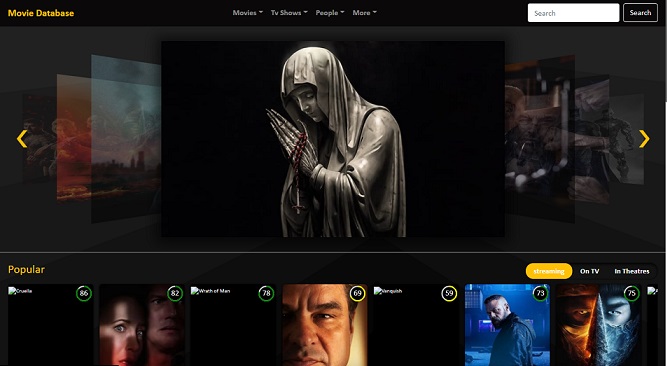 Movie Database
Movies Tv Shows People More
Search Search
Popular
streaming On TV In Theatres
Cruella 86
82
Wrath of Man 78
69
Vanquish 59
73
75